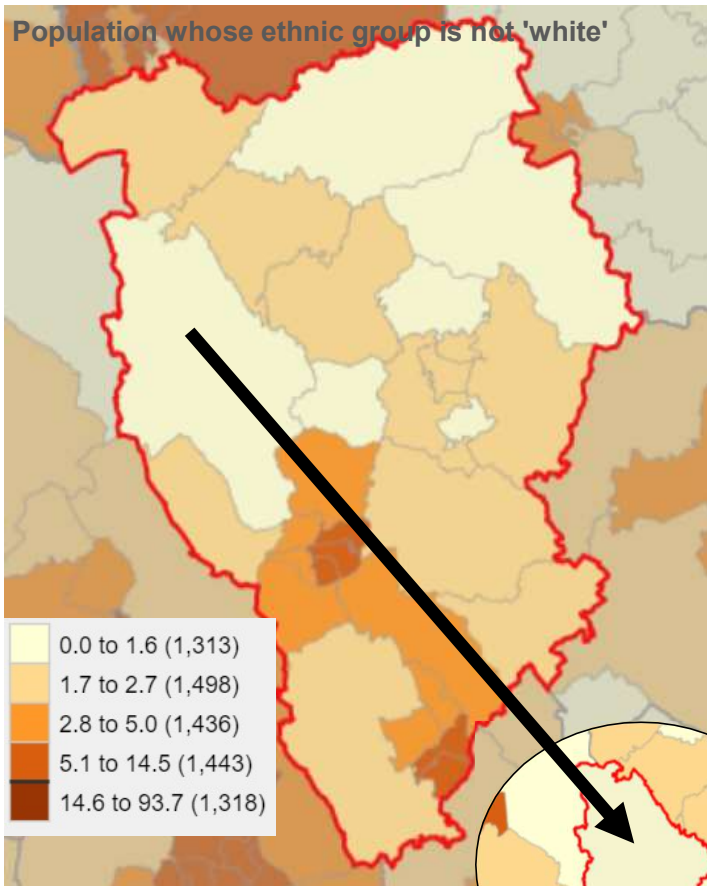 Population whose ethnic group is not 'white'
0.0 to 1.6 (1,313)
1.7 to 2.7 (1,498)
2.8 to 5.0 (1,436)
5.1 to 14.5 (1,443)
14.6 to 93.7 (1,318)